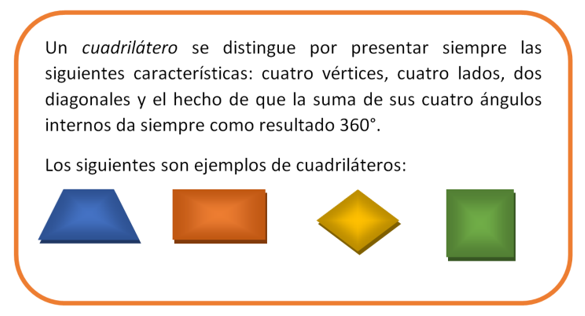 Un cuadrilátero se distingue por presentar siempre las
siguientes características: cuatro vértices, cuatro lados, dos
diagonales y el hecho de que la suma de sus cuatro ángulos
internos da siempre como resultado 360°.
Los siguientes son ejemplos de cuadriláteros: